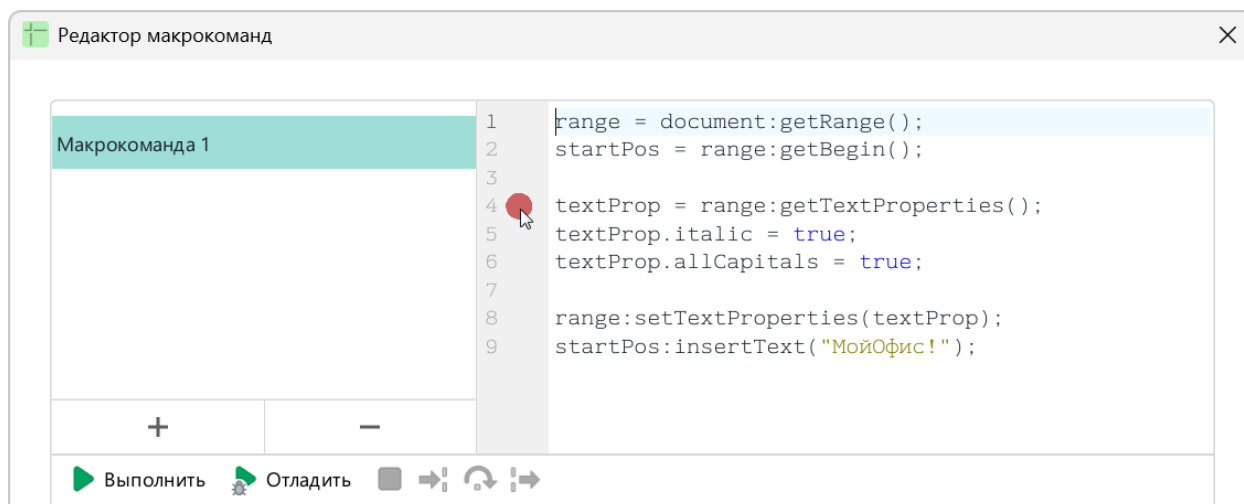 Редактор макрокоманд
Макрокоманда 1
1 range = document:getRange();
2 startPos = range:getBegin();
3
4 textProp = range:getTextProperties();
5 textProp.italic = true;
6 textProp.allCapitals = true;
7
8 range:setTextProperties(textProp);
9 startPos:insertText("МойОфис!");
Выполнить Отладить